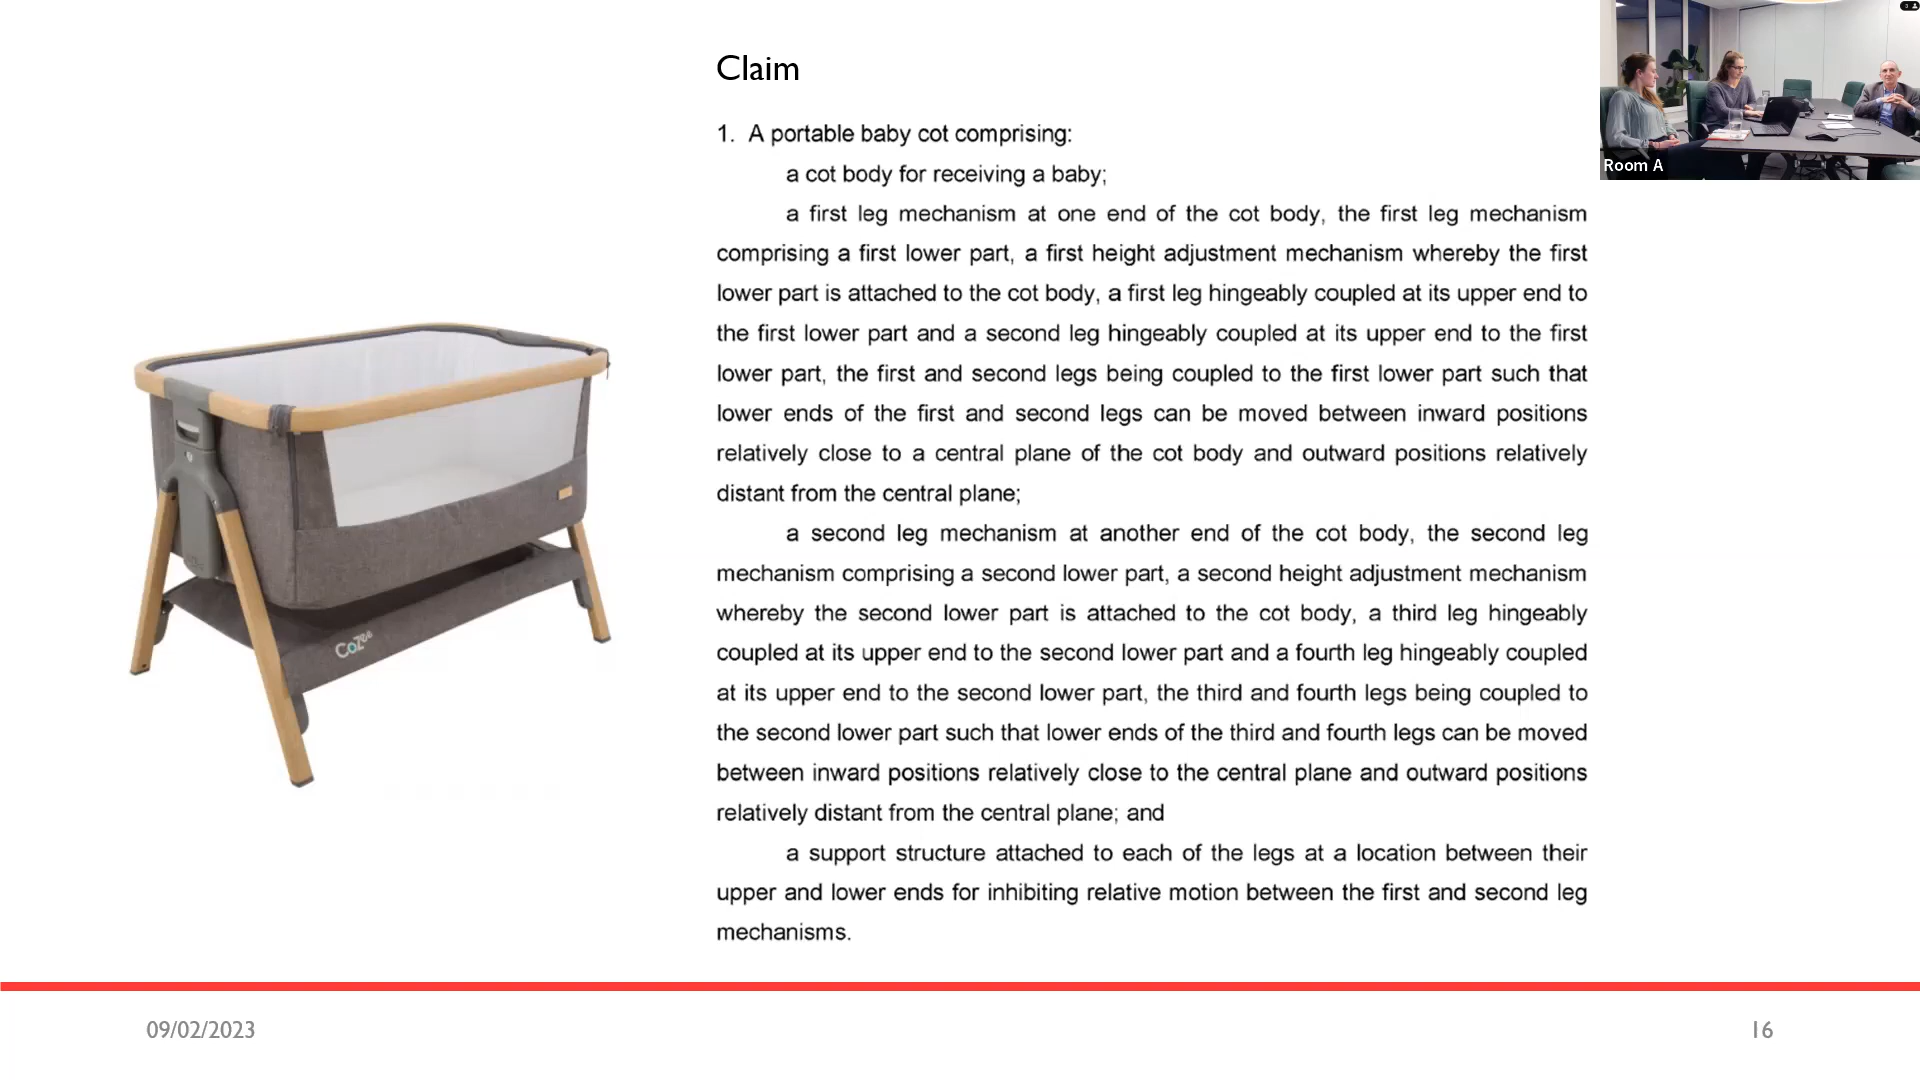 Claim
1. A portable baby cot comprising:
a cot body for receiving a baby;
a first leg mechanism at one end of the cot body, the first leg mechanism
comprising a first lower part, a first height adjustment mechanism whereby the first
lower part is attached to the cot body, a first leg hingeably coupled at its upper end to
the first lower part and a second leg hingeably coupled at its upper end to the first
lower part, the first and second legs being coupled to the first lower part such that
lower ends of the first and second legs can be moved between inward positions
relatively close to a central plane of the cot body and outward positions relatively
distant from the central plane;
a second leg mechanism at another end of the cot body, the second leg
mechanism comprising a second lower part, a second height adjustment mechanism
whereby the second lower part is attached to the cot body, a third leg hingeably
coupled at its upper end to the second lower part and a fourth leg hingeably coupled
at its upper end to the second lower part, the third and fourth legs being coupled to
the second lower part such that lower ends of the third and fourth legs can be moved
between inward positions relatively close to the central plane and outward positions
relatively distant from the central plane; and
a support structure attached to each of the legs at a location between their
upper and lower ends for inhibiting relative motion between the first and second leg
mechanisms.
CoZee
Room A
3
09/02/2023
16